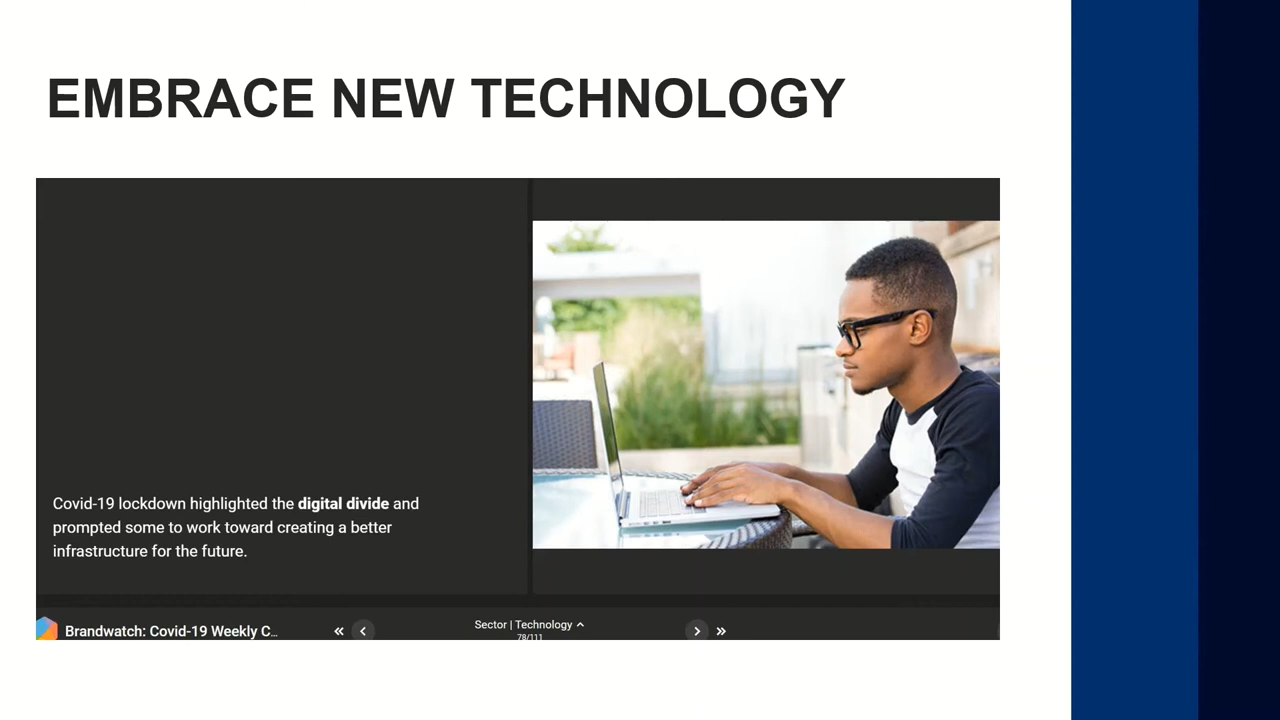 EMBRACE NEW TECHNOLOGY
Covid-19 lockdown highlighted the digital divide and
prompted some to work toward creating a better
infrastructure for the future.
Brandwatch: Covid-19 Weekly C...
Sector | Technology
78/111